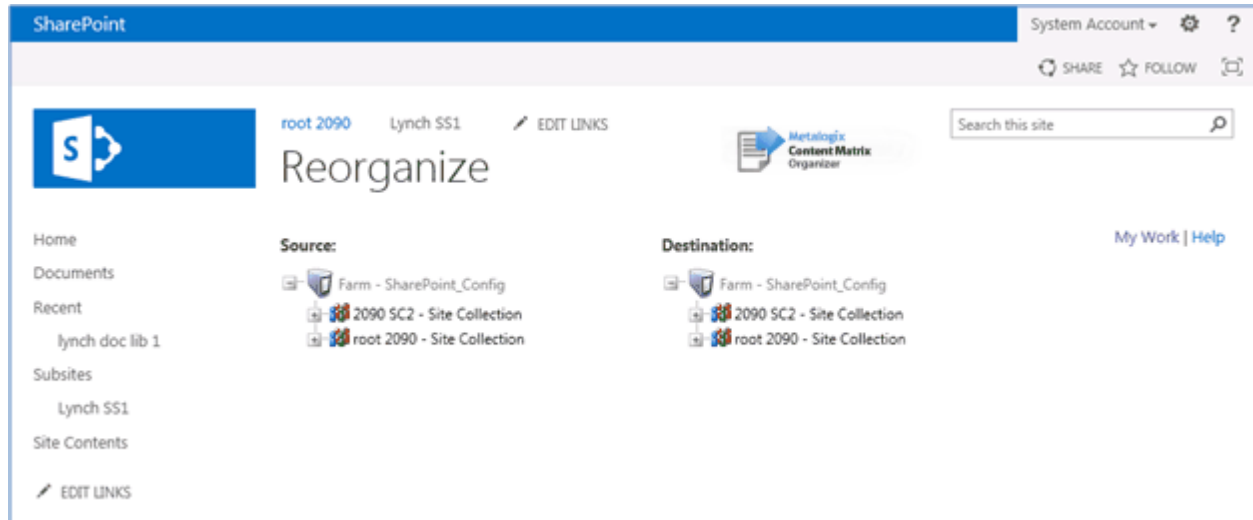 SharePoint
System Account
?
SHARE FOLLOW
S
root 2090 Lynch SS1 EDIT LINKS
Reorganize
Metalogix
Content Matrix
Organizer
Search this site
Home
Documents
Recent
lynch doc lib 1
Subsites
Lynch SS1
Site Contents
EDIT LINKS
Source:
Farm - SharePoint_Config
2090 SC2 - Site Collection
root 2090 - Site Collection
Destination:
Farm - SharePoint_Config
2090 SC2 - Site Collection
root 2090 - Site Collection
My Work | Help